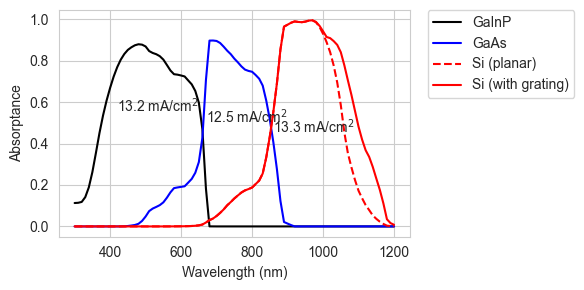 1.0
0.8
0.6
0.4
0.2
0.0
Absorptance
13.2 mA/cm²
12.5 mA/cm²
13.3 mA/cm²
400
600
800
1000
1200
Wavelength (nm)
GaInP
GaAs
Si (planar)
Si (with grating)